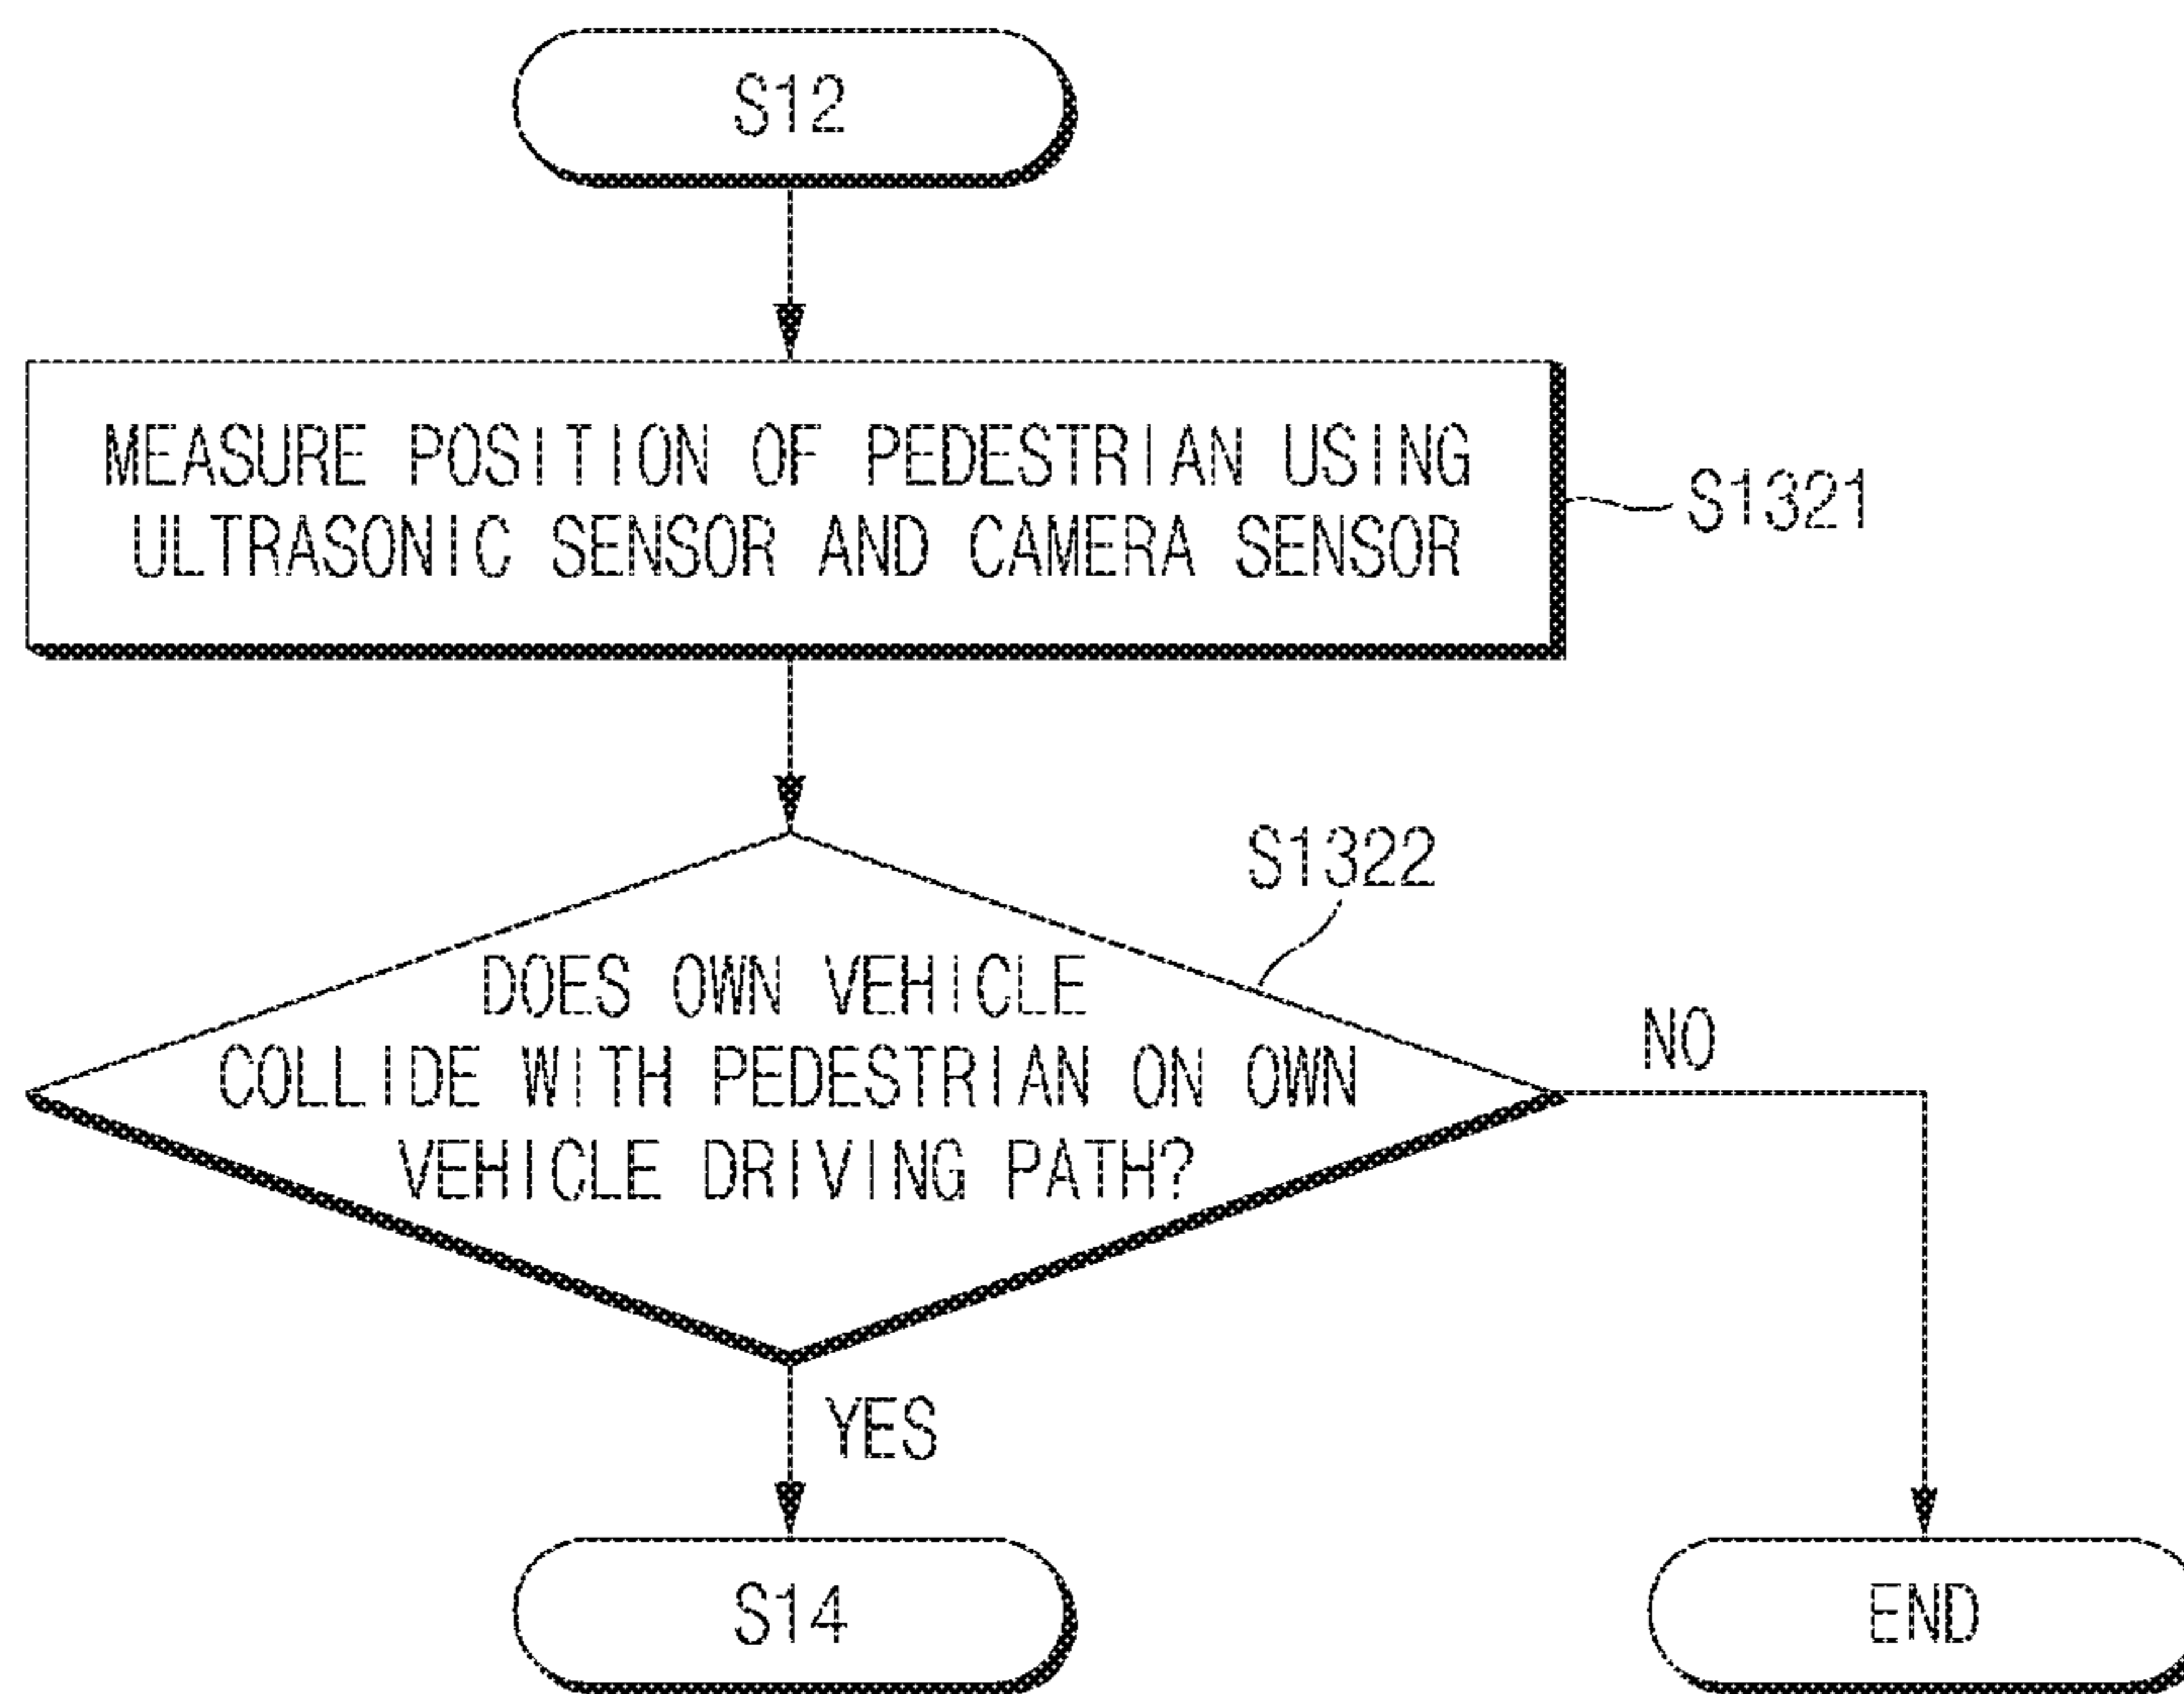 S12
MEASURE POSITION OF PEDESTRIAN USING
ULTRASONIC SENSOR AND CAMERA SENSOR
S1321
S1322
DOES OWN VEHICLE
COLLIDE WITH PEDESTRIAN ON OWN
VEHICLE DRIVING PATH?
NO
YES
S14
END